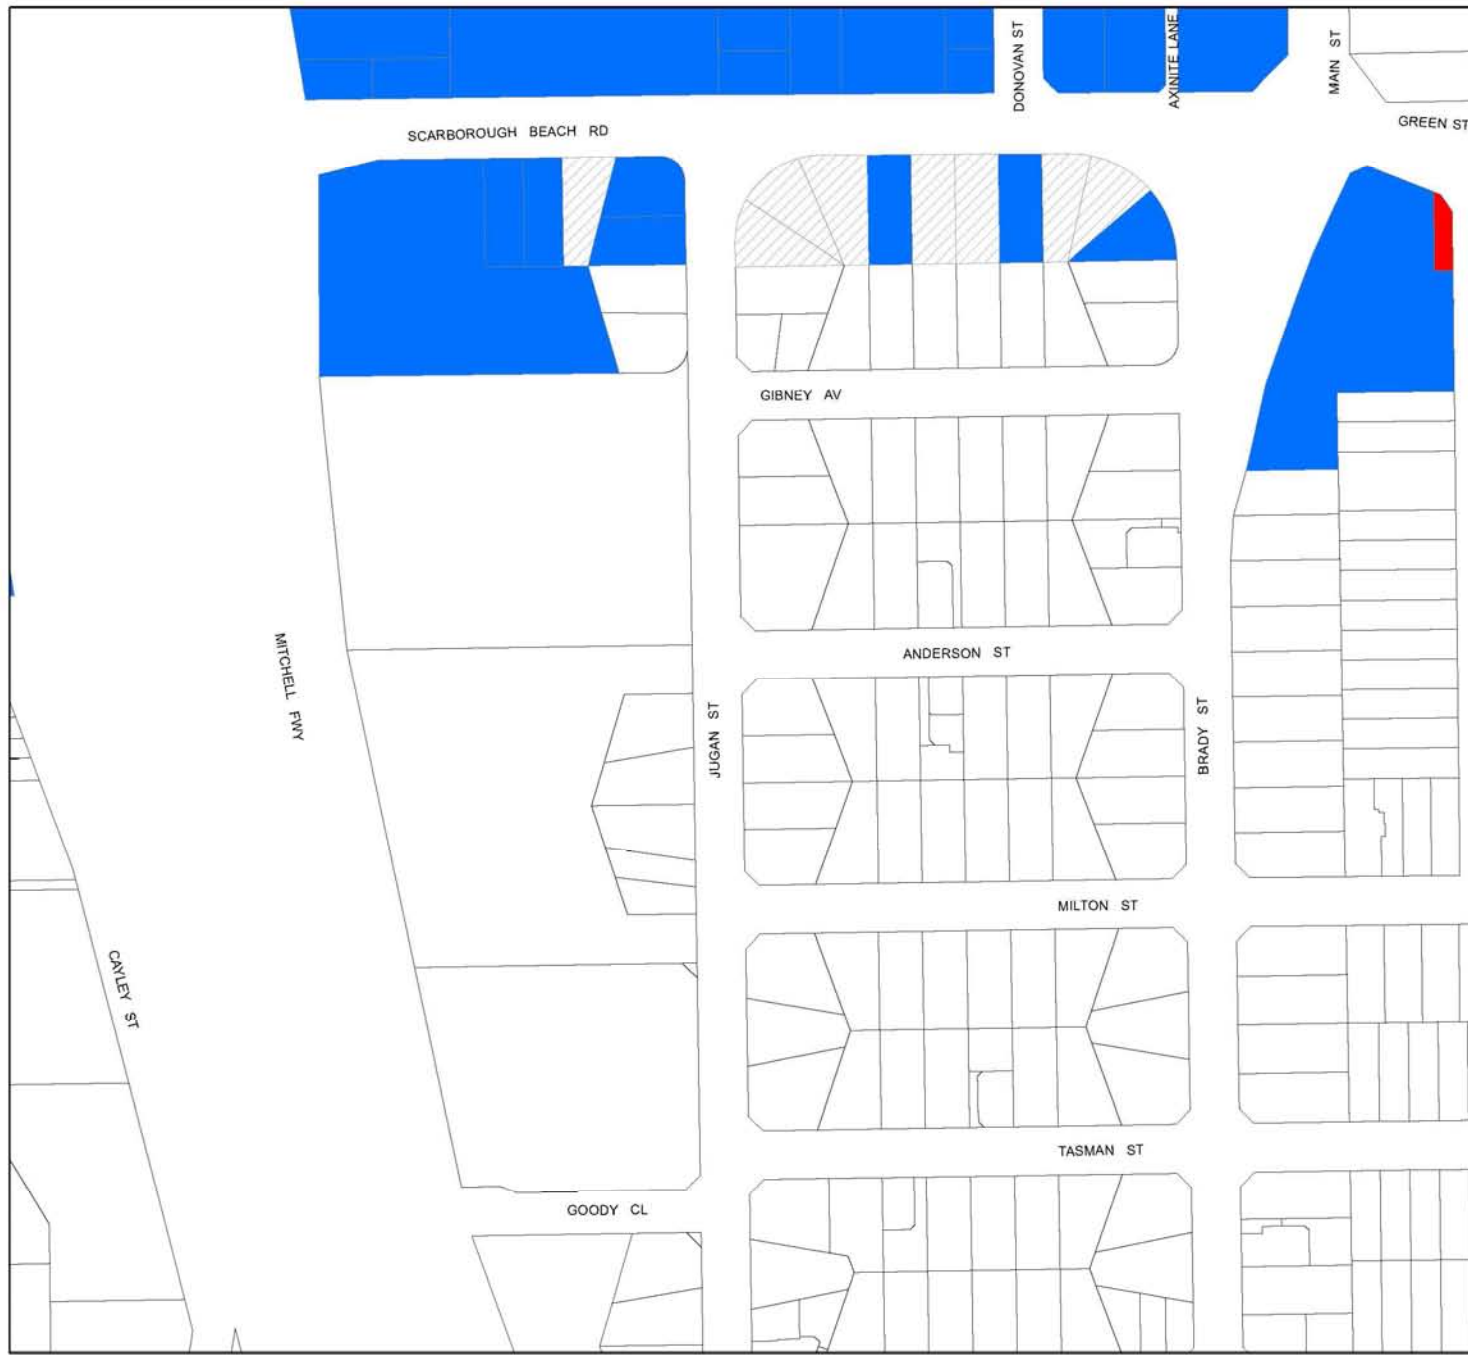 DONOVAN ST
AXINITE LANE
MAIN ST
GREEN ST
SCARBOROUGH BEACH RD
GIBNEY AV
ANDERSON ST
MITCHELL FWY
JUGAN ST
BRADY ST
MILTON ST
CAYLEY ST
TASMAN ST
GOODY CL